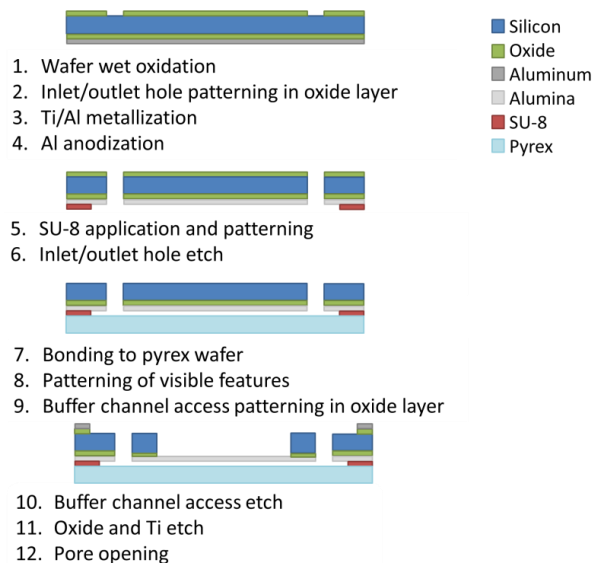 Silicon
Oxide
Aluminum
Alumina
SU-8
Pyrex
1. Wafer wet oxidation
2. Inlet/outlet hole patterning in oxide layer
3. Ti/Al metallization
4. Al anodization
5. SU-8 application and patterning
6. Inlet/outlet hole etch
7. Bonding to pyrex wafer
8. Patterning of visible features
9. Buffer channel access patterning in oxide layer
10. Buffer channel access etch
11. Oxide and Ti etch
12. Pore opening